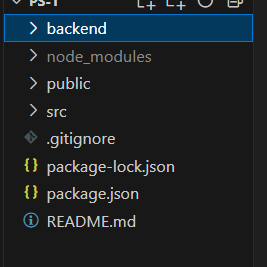 PS-1
backend
node_modules
public
src
.gitignore
package-lock.json
package.json
README.md